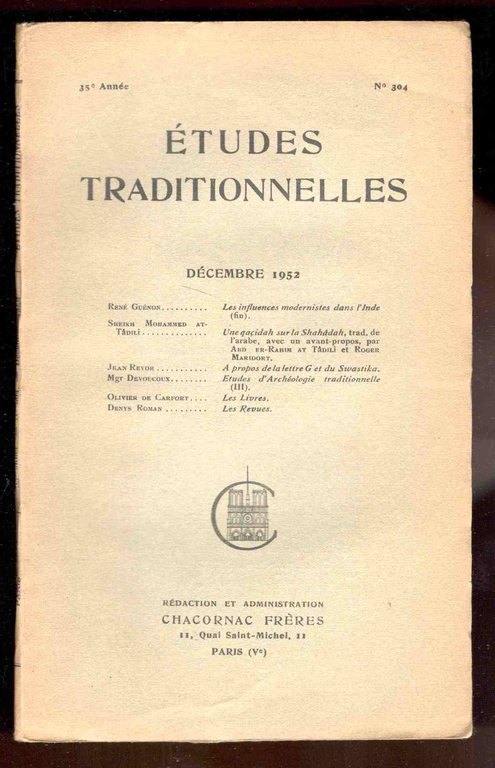 35e Année
No 304
ÉTUDES
TRADITIONNELLES
DÉCEMBRE 1952
RENÉ GUÉNON.......... Les influences modernistes dans l'Inde
(fin).
SHEIKH MOHAMMED AT-
TÂDILÎ.............. Une qaçidah sur la Shahâdah, trad. de
l'arabe, avec un avant-propos, par
ABD ER-RAHIM AT TÂDILÎ et ROGER
MARIDORT.
JEAN REYOR........... A propos de la lettre G et du Swastika.
Mgr DEVOUCOUX........ Etudes d'Archéologie traditionnelle
(III).
OLIVIER DE CARFORT.... Les Livres.
DENYS ROMAN ......... Les Revues.
RÉDACTION ET ADMINISTRATION
CHACORNAC FRÈRES
11, Quai Saint-Michel, 11
PARIS (Ve)